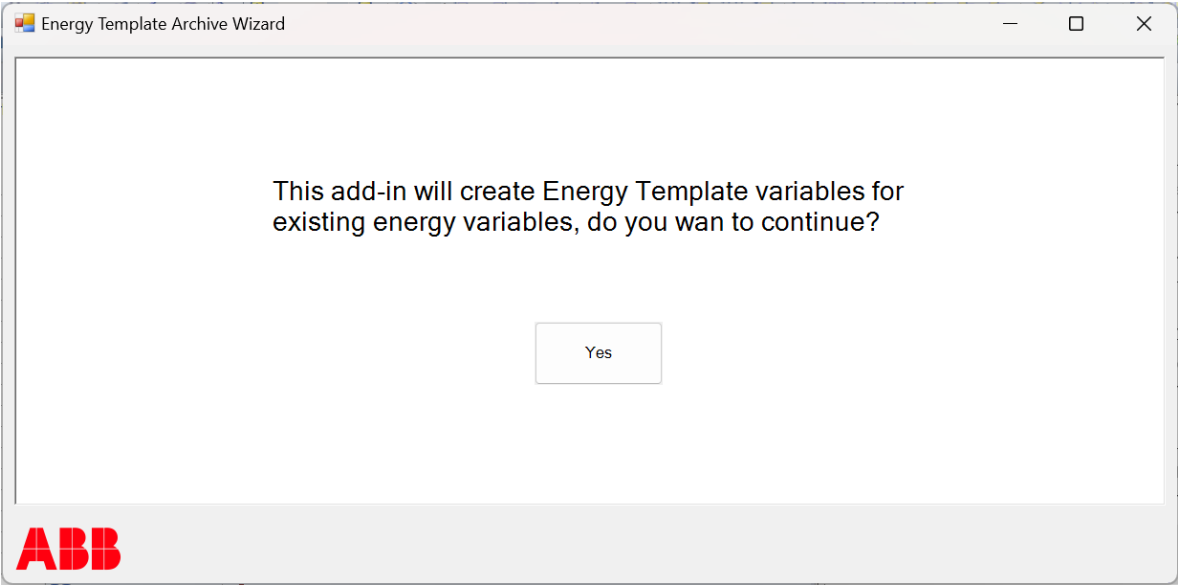 Energy Template Archive Wizard
This add-in will create Energy Template variables for
existing energy variables, do you wan to continue?
Yes
ABB